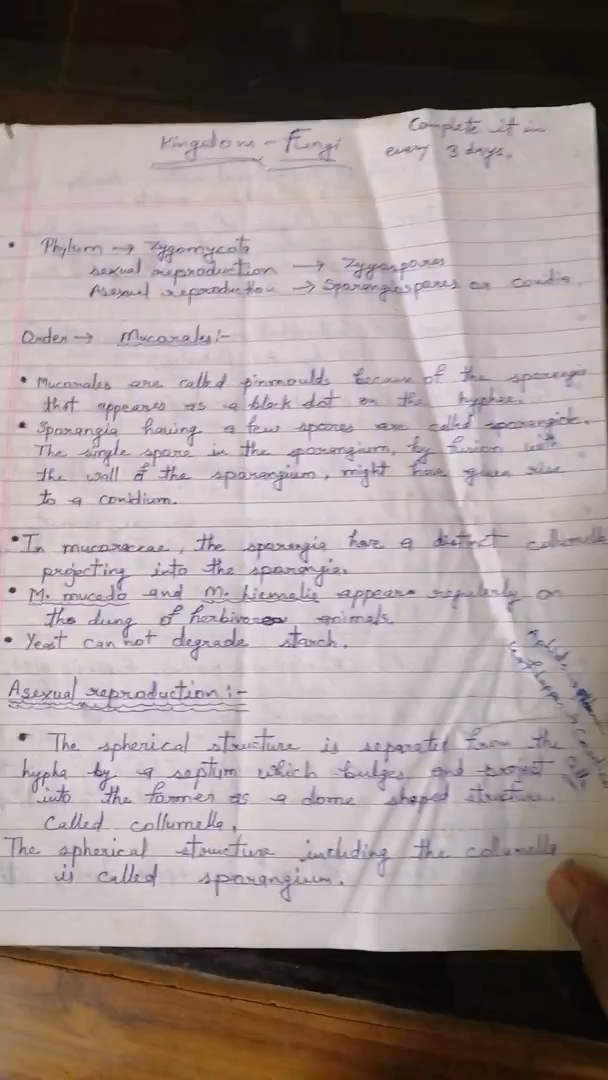 Kingdom - Fungi
Complete it in
every 3 days.
• Phylum → Zygomycota
sexual reproduction → Zygospores
Asexual reproduction → Sporangiospores or conidia.
Order → Mucorales :-
• Mucorales are called pinmoulds because of the sporangia
that appeares as a black dot on the hyphae.
• Sporangia having a few spores are called
The single spore in the sporangium, by fusion with
the wall of the sporangium, might have given rise
to a conidium.
• In mucoraceae, the sporangia have a distinct collumella
projecting into the sporangia.
• M. mucedo and M. hiemalis appears regularly on
the dung of herbivores animals.
• Yeast can not degrade starch.
Asexual reproduction :-
• The spherical structure is separated from the
hypha by a septum which bulges and project
into the former as a dome shaped structure
called collumella.
The spherical structure including the collumella
is called sporangium.